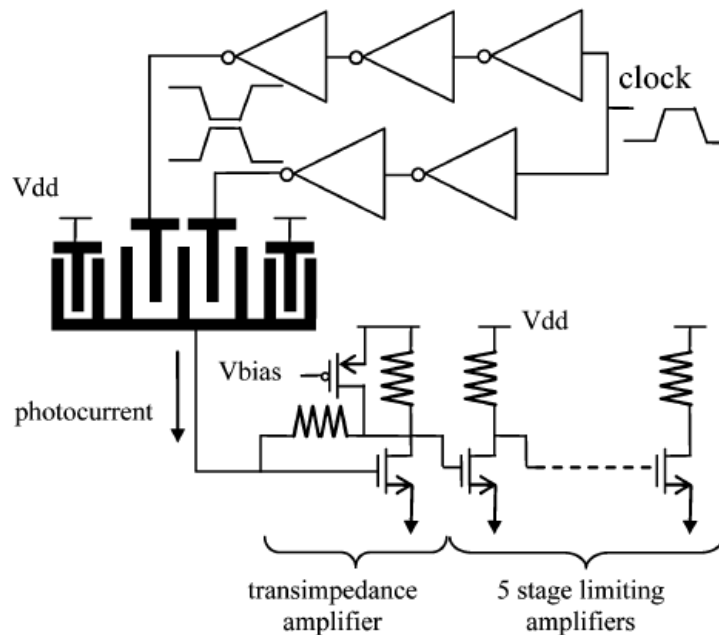 clock
Vdd
Vdd
Vbias
photocurrent
transimpedance
amplifier
5 stage limiting
amplifiers